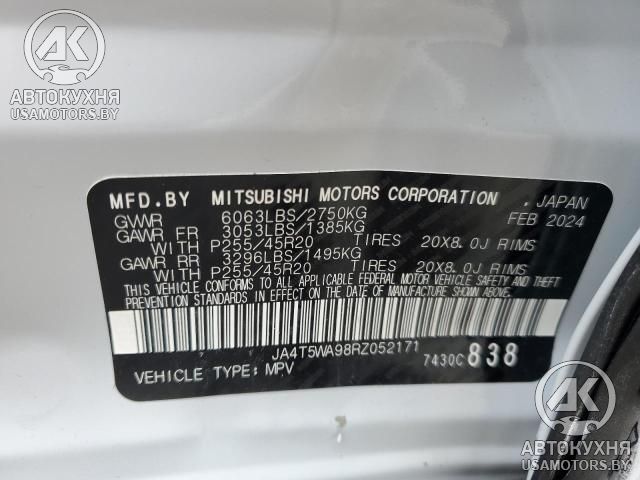 АК
АВТОКУХНЯ
USAMOTORS.BY
MFD.BY MITSUBISHI MOTORS CORPORATION . JAPAN
GVWR 6063LBS/2750KG FEB 2024
GAWR FR 3053LBS/1385KG
WITH P255/45R20 TIRES 20X8.0J RIMS
GAWR RR 3296LBS/1495KG
WITH P255/45R20 TIRES 20X8.0J RIMS
THIS VEHICLE CONFORMS TO ALL APPLICABLE FEDERAL MOTOR VEHICLE SAFETY AND THEFT
PREVENTION STANDARDS IN EFFECT ON THE DATE OF MANUFACTURE SHOWN ABOVE.
JA4T5WA98RZ052171 7430C 838
VEHICLE TYPE: MPV
АК
АВТОКУХНЯ
USAMOTORS.BY